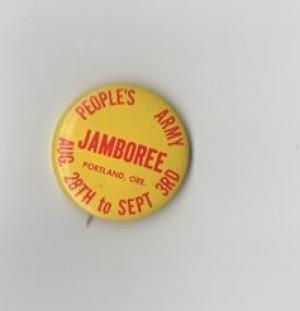 PEOPLE'S ARMY
JAMBOREE
PORTLAND, ORE.
AUG. 28TH to SEPT 3RD